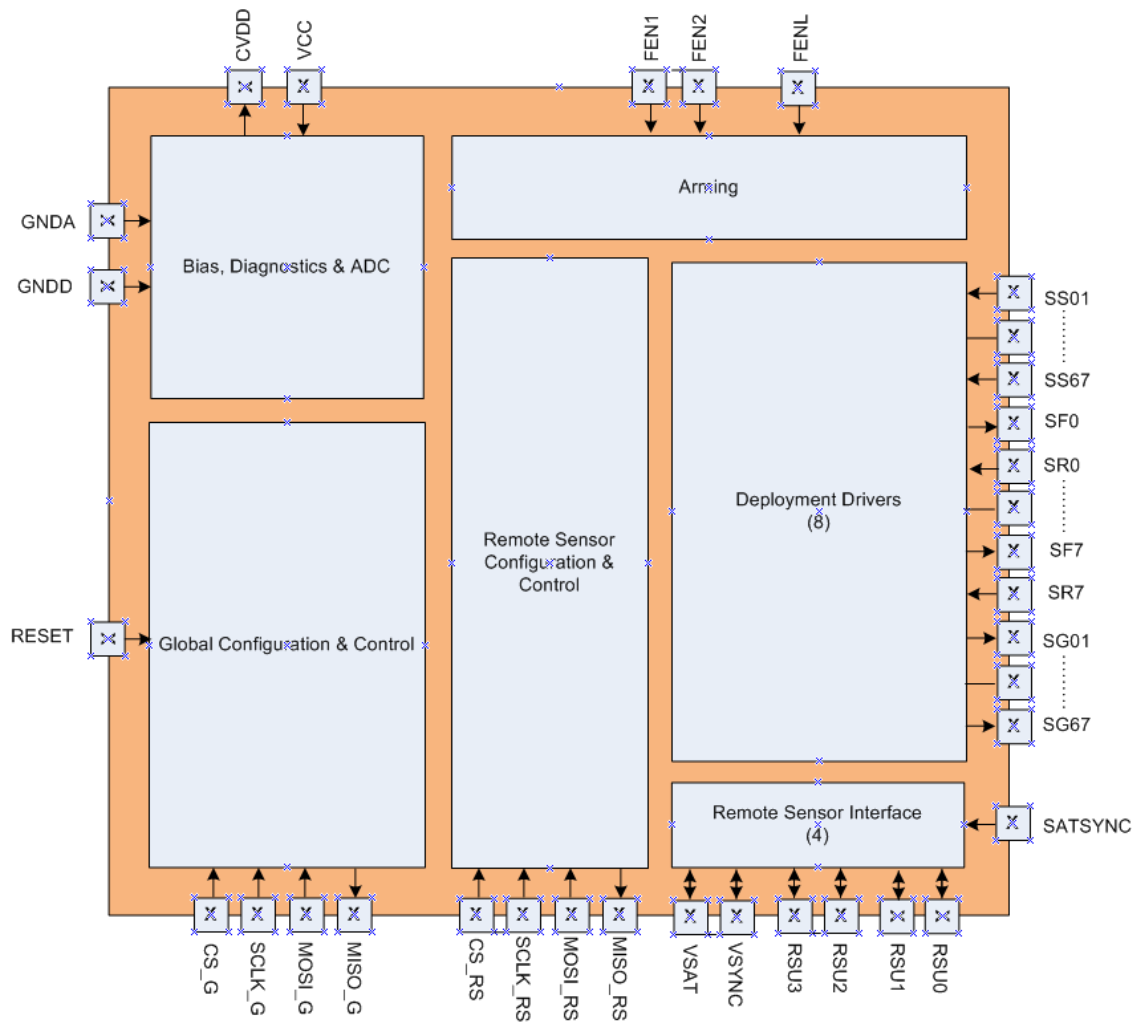 CVDD
VCC
FEN1
FEN2
FENL
Arming
GNDA
GNDD
Bias, Diagnostics & ADC
SS01
SS67
SF0
SR0
SF7
SR7
SG01
SG67
Deployment Drivers
(8)
Remote Sensor
Configuration &
Control
RESET
Global Configuration & Control
Remote Sensor Interface
(4)
SATSYNC
CS_G
SCLK_G
MOSI_G
MISO_G
CS_RS
SCLK_RS
MOSI_RS
MISO_RS
VSAT
VSYNC
RSU3
RSU2
RSU1
RSU0